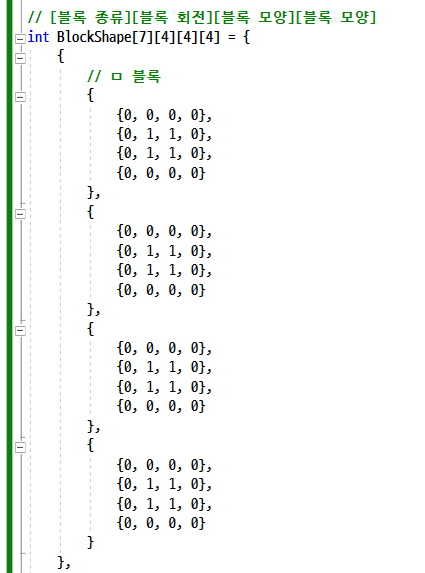 // [블록 종류][블록 회전][블록 모양][블록 모양]
int BlockShape[7][4][4][4] = {
    {
        // ㅁ 블록
        {
            {0, 0, 0, 0},
            {0, 1, 1, 0},
            {0, 1, 1, 0},
            {0, 0, 0, 0}
        },
        {
            {0, 0, 0, 0},
            {0, 1, 1, 0},
            {0, 1, 1, 0},
            {0, 0, 0, 0}
        },
        {
            {0, 0, 0, 0},
            {0, 1, 1, 0},
            {0, 1, 1, 0},
            {0, 0, 0, 0}
        },
        {
            {0, 0, 0, 0},
            {0, 1, 1, 0},
            {0, 1, 1, 0},
            {0, 0, 0, 0}
        }
    },